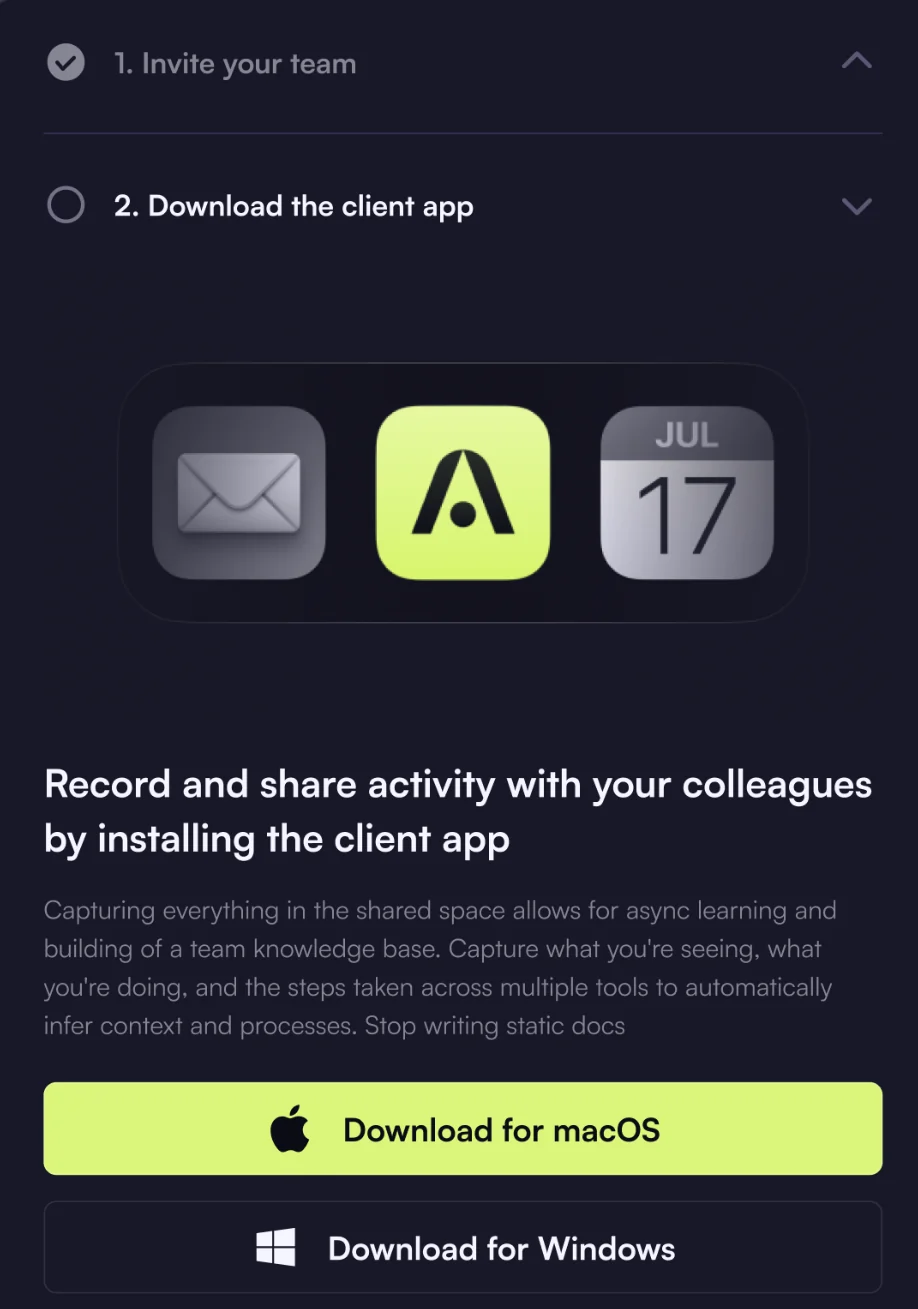 1. Invite your team
2. Download the client app
JUL
17
Record and share activity with your colleagues
by installing the client app
Capturing everything in the shared space allows for async learning and
building of a team knowledge base. Capture what you're seeing, what
you're doing, and the steps taken across multiple tools to automatically
infer context and processes. Stop writing static docs
Download for macOS
Download for Windows